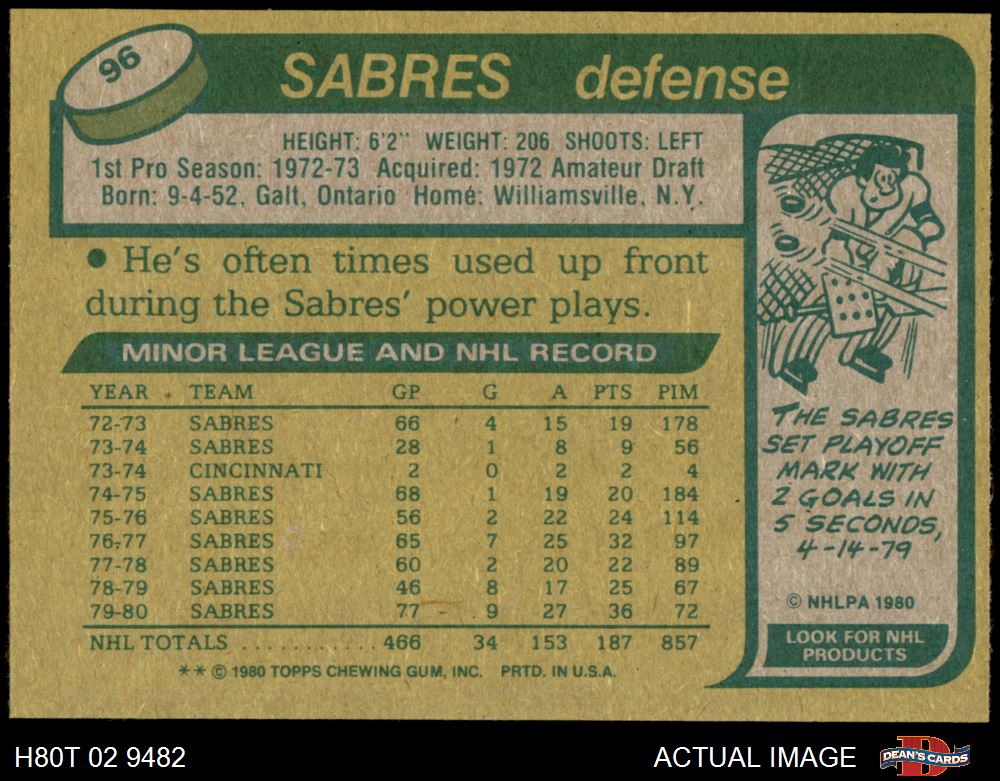 96
SABRES defense
HEIGHT: 6'2" WEIGHT: 206 SHOOTS: LEFT
1st Pro Season: 1972-73 Acquired: 1972 Amateur Draft
Born: 9-4-52, Galt, Ontario Home: Williamsville, N.Y.
● He's often times used up front
during the Sabres' power plays.
MINOR LEAGUE AND NHL RECORD
YEAR TEAM GP G A PTS PIM
72-73 SABRES 66 4 15 19 178
73-74 SABRES 28 1 8 9 56
73-74 CINCINNATI 2 0 2 2 4
74-75 SABRES 68 1 19 20 184
75-76 SABRES 56 2 22 24 114
76-77 SABRES 65 7 25 32 97
77-78 SABRES 60 2 20 22 89
78-79 SABRES 46 8 17 25 67
79-80 SABRES 77 9 27 36 72
NHL TOTALS ............ 466 34 153 187 857
** © 1980 TOPPS CHEWING GUM, INC. PRTD. IN U.S.A.
THE SABRES
SET PLAYOFF
MARK WITH
2 GOALS IN
5 SECONDS,
4-14-79
© NHLPA 1980
LOOK FOR NHL
PRODUCTS
H80T 02 9482
ACTUAL IMAGE
DEAN'S CARDS